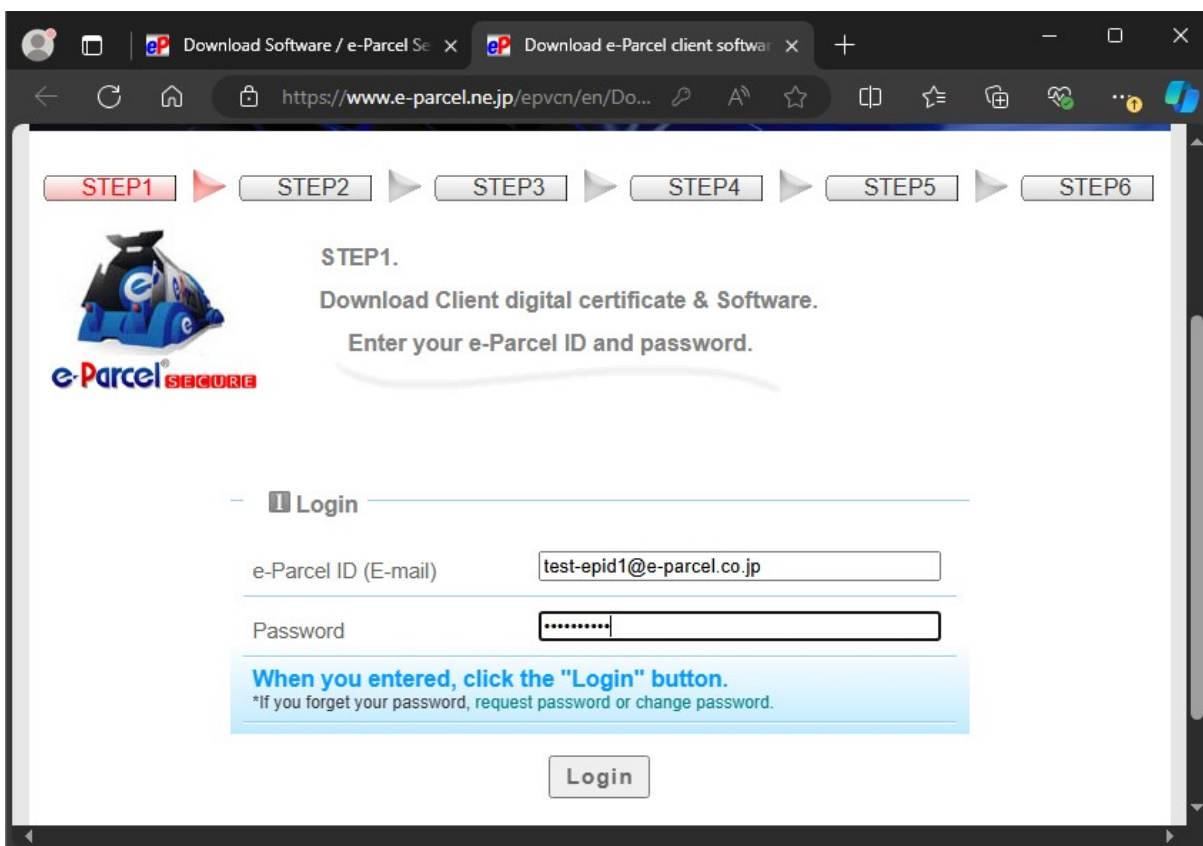 eP Download Software / e-Parcel Se
eP Download e-Parcel client softwar
https://www.e-parcel.ne.jp/epvcn/en/Do...
STEP1 STEP2 STEP3 STEP4 STEP5 STEP6
STEP1.
Download Client digital certificate & Software.
Enter your e-Parcel ID and password.
e-Parcel® SECURE
1 Login
e-Parcel ID (E-mail) test-epid1@e-parcel.co.jp
Password ••••••••••
When you entered, click the "Login" button.
*If you forget your password, request password or change password.
Login